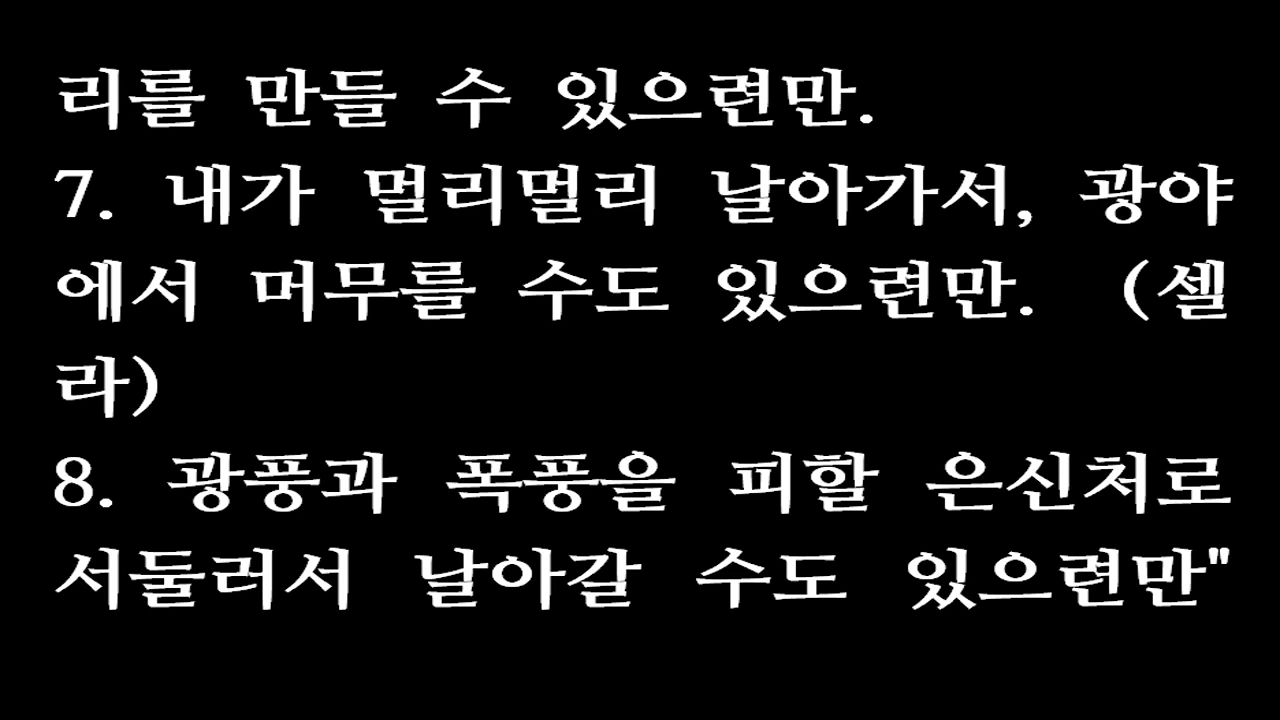 리를 만들 수 있으련만.
7. 내가 멀리멀리 날아가서, 광야
에서 머무를 수도 있으련만. (셀
라)
8. 광풍과 폭풍을 피할 은신처로
서둘러서 날아갈 수도 있으련만"